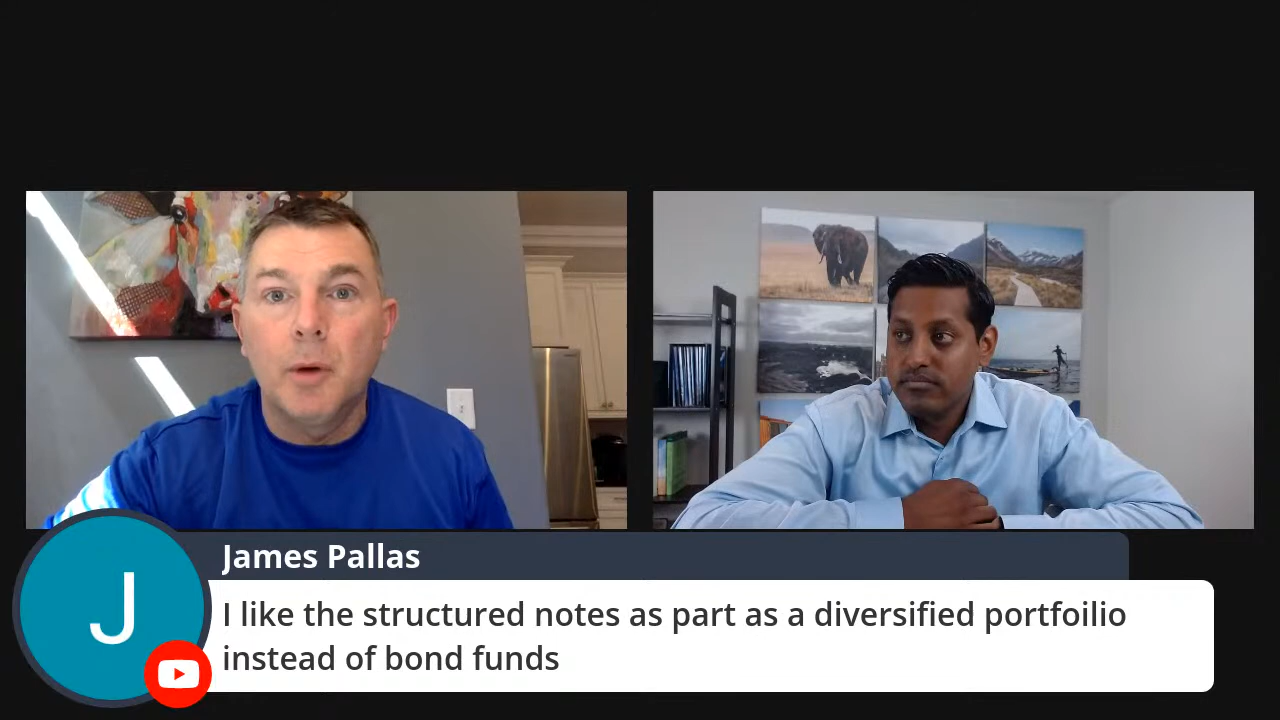 James Pallas
I like the structured notes as part as a diversified portfoilio
instead of bond funds
J